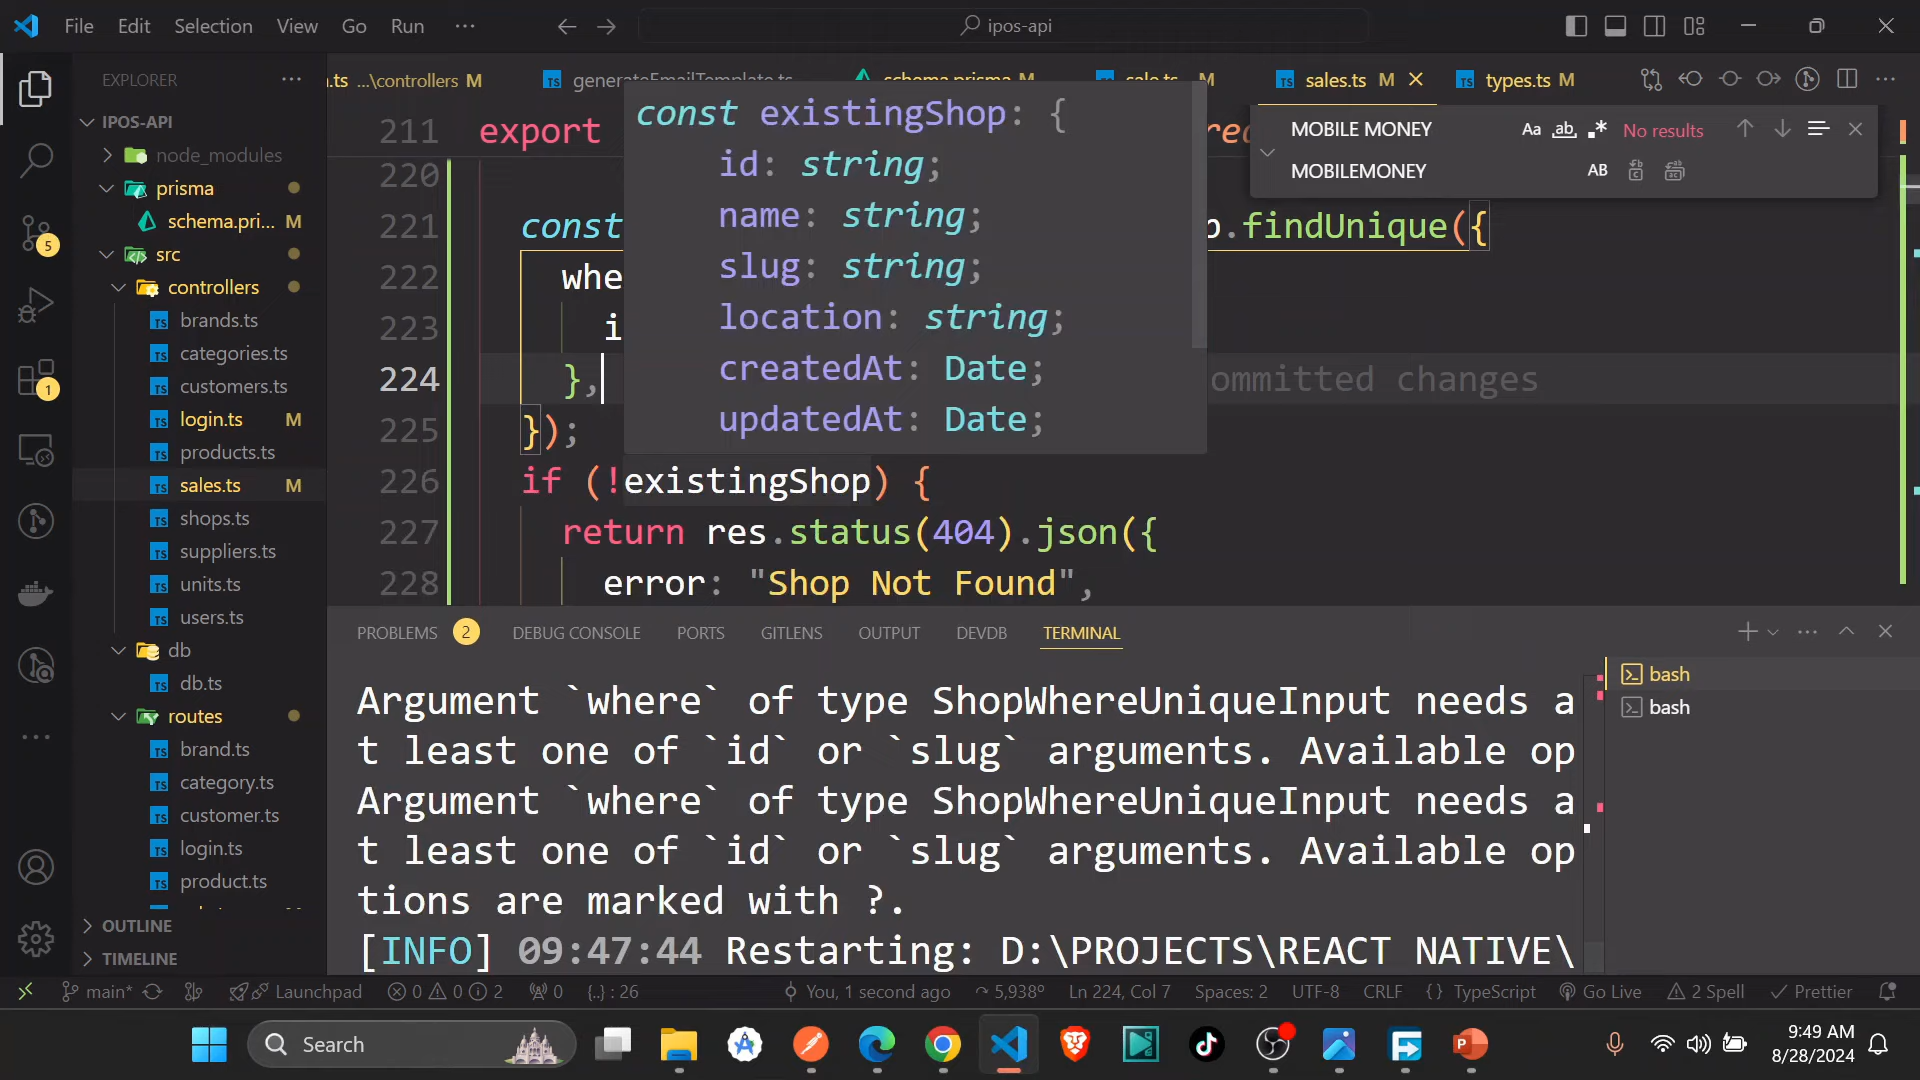 File Edit Selection View Go Run ··· ipos-api
EXPLORER ···
.ts ...\controllers M
sales.ts M
types.ts M
IPOS-API
node_modules
prisma
schema.pri... M
src
controllers
brands.ts
categories.ts
customers.ts
login.ts M
products.ts
sales.ts M
shops.ts
suppliers.ts
units.ts
users.ts
db
db.ts
routes
brand.ts
category.ts
customer.ts
login.ts
product.ts
OUTLINE
TIMELINE
5
1
MOBILE MONEY Aa ab .* No results
MOBILEMONEY AB
211 export
220
221 const .findUnique({
222 whe
223 i
224 }, ommitted changes
225 });
226 if (!existingShop) {
227 return res.status(404).json({
228 error: "Shop Not Found",
const existingShop: {
id: string;
name: string;
slug: string;
location: string;
createdAt: Date;
updatedAt: Date;
PROBLEMS 2 DEBUG CONSOLE PORTS GITLENS OUTPUT DEVDB TERMINAL
Argument `where` of type ShopWhereUniqueInput needs a
t least one of `id` or `slug` arguments. Available op
Argument `where` of type ShopWhereUniqueInput needs a
t least one of `id` or `slug` arguments. Available op
tions are marked with ?.
[INFO] 09:47:44 Restarting: D:\PROJECTS\REACT NATIVE\
bash
bash
main* Launchpad 0 0 2 0 {..} : 26 You, 1 second ago 5,938º Ln 224, Col 7 Spaces: 2 UTF-8 CRLF {} TypeScript Go Live 2 Spell Prettier
Search
9:49 AM
8/28/2024